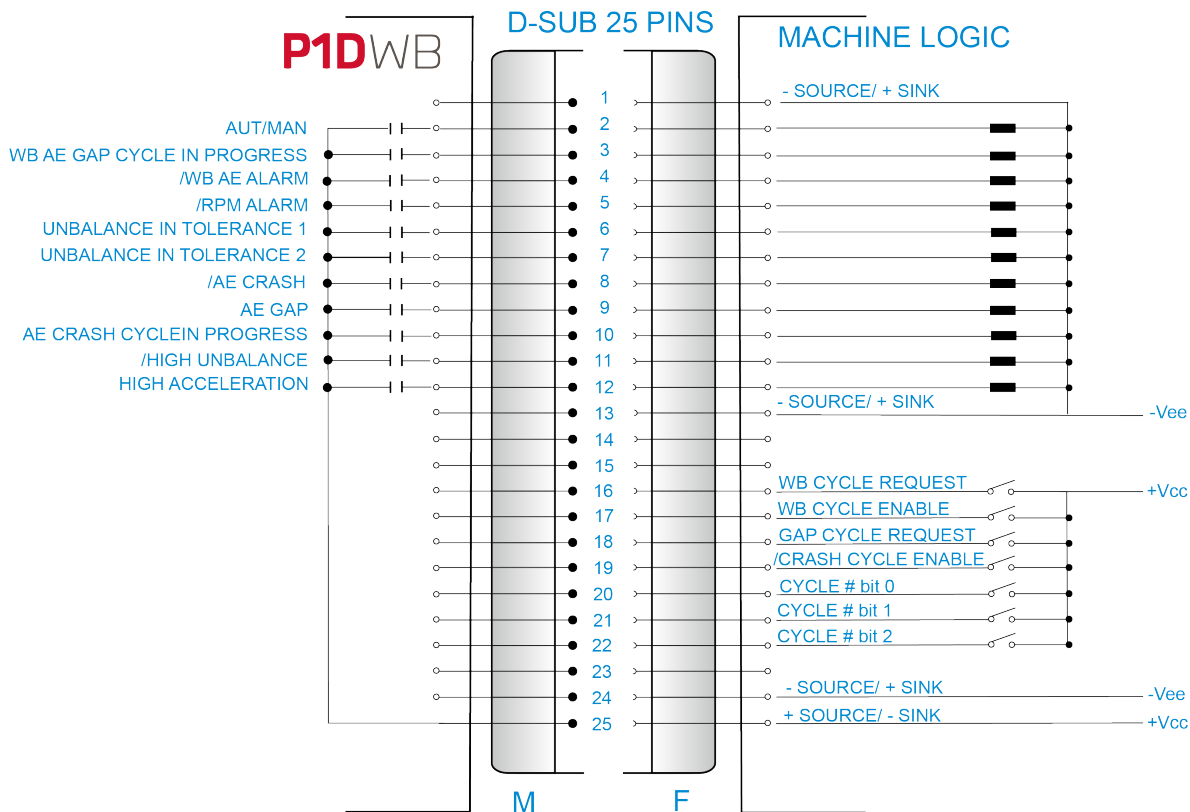 D-SUB 25 PINS
P1DWB
MACHINE LOGIC
1 - SOURCE/ + SINK
AUT/MAN 2
WB AE GAP CYCLE IN PROGRESS 3
/WB AE ALARM 4
/RPM ALARM 5
UNBALANCE IN TOLERANCE 1 6
UNBALANCE IN TOLERANCE 2 7
/AE CRASH 8
AE GAP 9
AE CRASH CYCLEIN PROGRESS 10
/HIGH UNBALANCE 11
HIGH ACCELERATION 12
13 - SOURCE/ + SINK -Vee
14
15
16 WB CYCLE REQUEST +Vcc
17 WB CYCLE ENABLE
18 GAP CYCLE REQUEST
19 /CRASH CYCLE ENABLE
20 CYCLE # bit 0
21 CYCLE # bit 1
22 CYCLE # bit 2
23
24 - SOURCE/ + SINK -Vee
25 + SOURCE/ - SINK +Vcc
M F